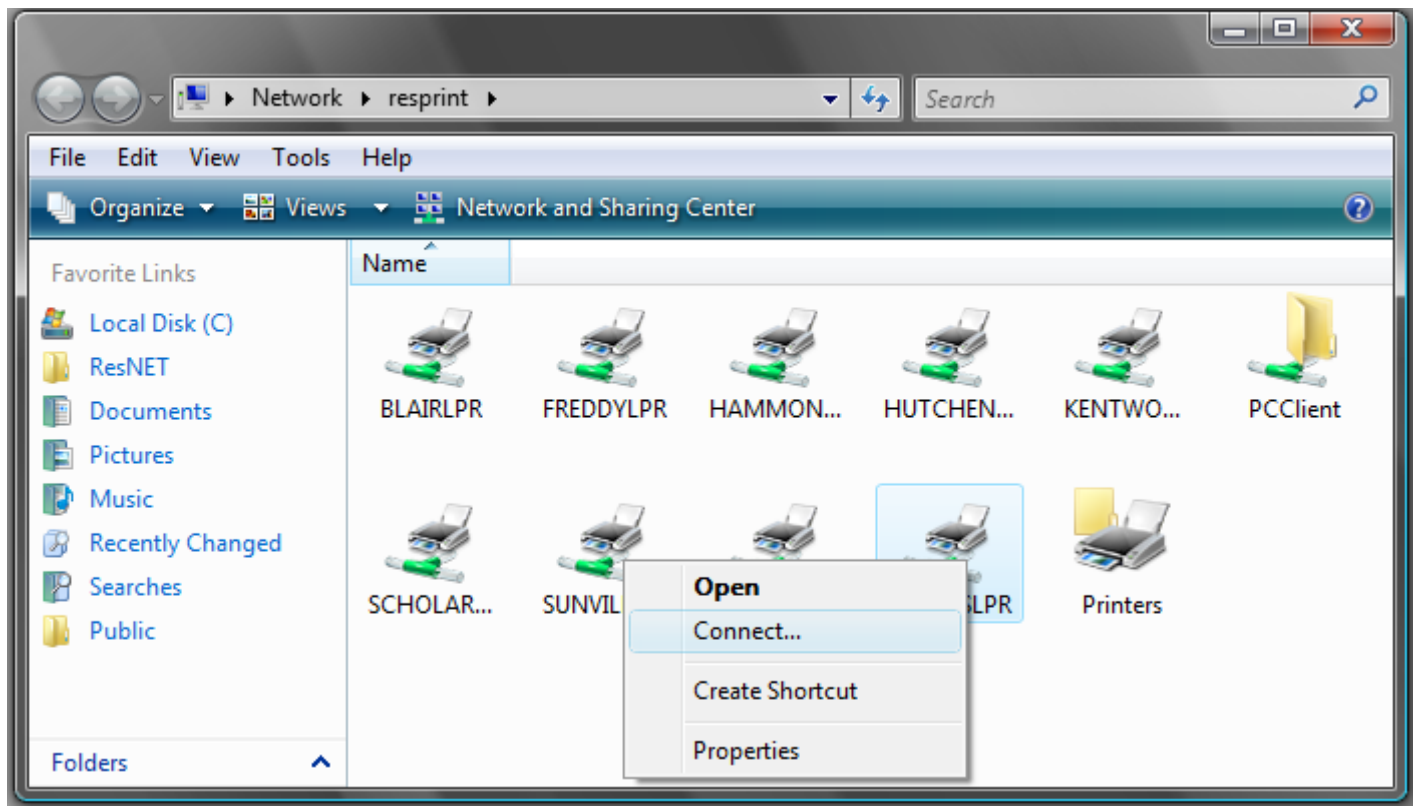 Network resprint
Search
File Edit View Tools Help
Organize Views Network and Sharing Center
Favorite Links
Name
Local Disk (C)
ResNET
Documents
Pictures
Music
Recently Changed
Searches
Public
Folders
BLAIRLPR FREDDYLPR HAMMON... HUTCHEN... KENTWO... PCClient
SCHOLAR... SUNVIL SLPR Printers
Open
Connect...
Create Shortcut
Properties